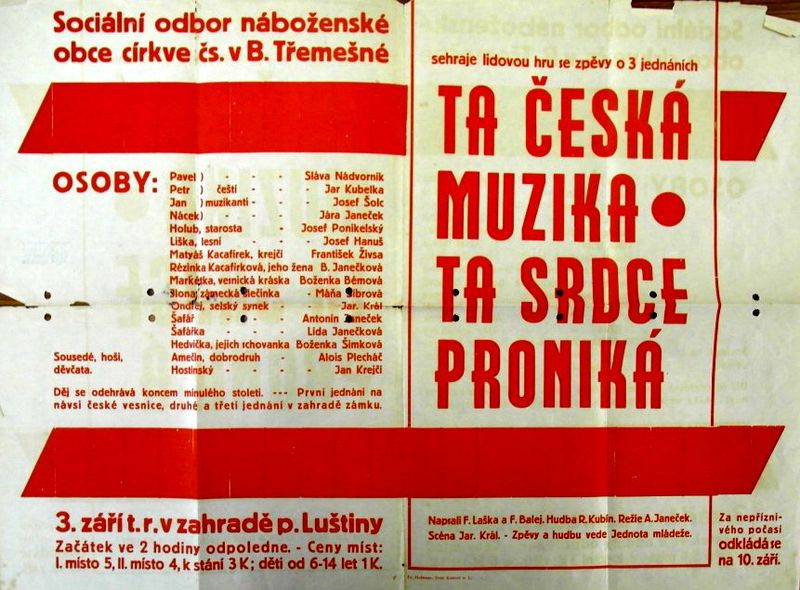 Sociální odbor náboženské
obce církve čs. v B. Třemešné
sehraje lidovou hru se zpěvy o 3 jednáních
TA ČESKÁ
MUZIKA •
TA SRDCE
PRONIKÁ
OSOBY:
Pavel ) - - - Sláva Nádvorník
Petr ) čeští - - - Jar Kubelka
Jan ) muzikanti - - - Josef Šolc
Nácek ) - - - Jára Janeček
Holub, starosta - - Josef Ponikelský
Liška, lesní - - - Josef Hanuš
Matyáš Kacafírek, krejčí František Živsa
Rézinka Kacafírková, jeho žena B. Janečková
Markétka, vesnická kráska Boženka Bémová
Ilona, zámecká slečinka - Máňa
Ondřej, selský synek - - Jar. Král
Šafář - - - - Antonín Janeček
Šafářka - - - - Lida Janečková
Hedvička, jejich schovanka Boženka Šimková
Amečin, dobrodruh - - Alois Plecháč
Hostinský - - - - Jan Krejčí
Sousedé, hoši,
děvčata.
Děj se odehrává koncem minulého století. --- První jednání na
návsi české vesnice, druhé a třetí jednání v zahradě zámku.
3. září t. r. v zahradě p. Luštiny
Začátek ve 2 hodiny odpoledne. - Ceny míst:
I. místo 5, II. místo 4, k stání 3 K; děti od 6-14 let 1 K.
Napsali F. Laška a F. Balej. Hudba R. Kubín. Režie A. Janeček.
Scéna Jar. Král. - Zpěvy a hudbu vede Jednota mládeže.
Za nepřízni-
vého počasí
odkládá se
na 10. září.